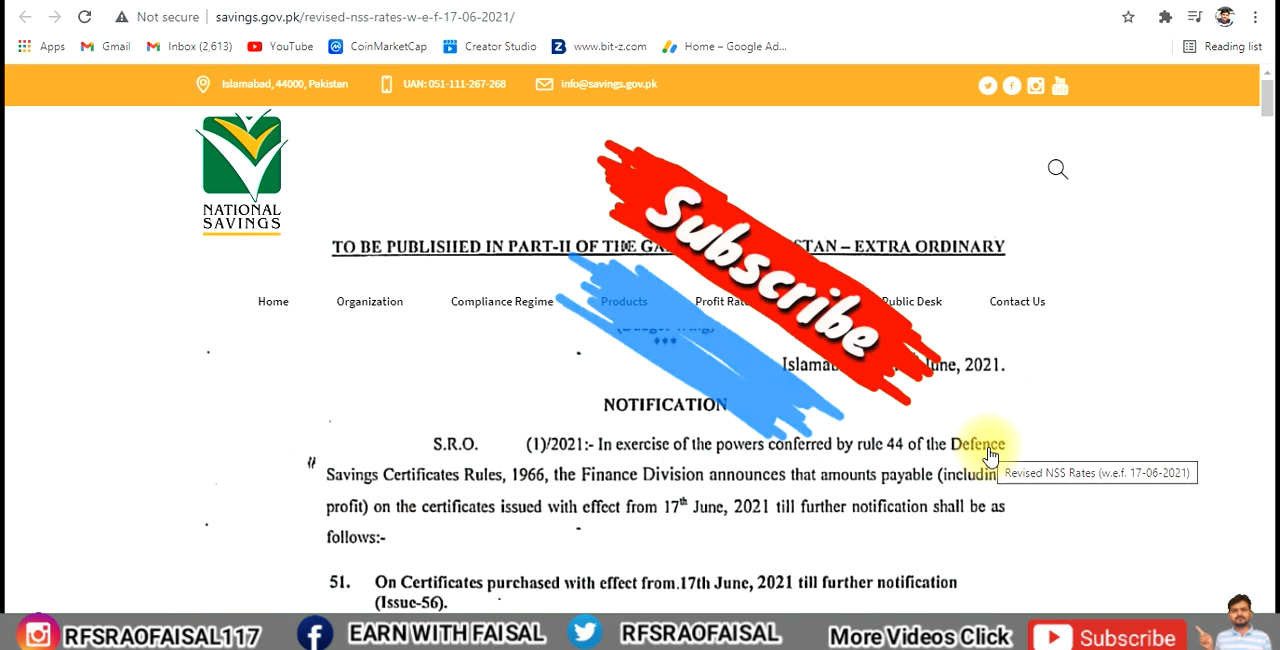 Not secure | savings.gov.pk/revised-nss-rates-w-e-f-17-06-2021/
Apps Gmail Inbox (2,613) YouTube CoinMarketCap Creator Studio www.bit-z.com Home – Google Ad... Reading list
Islamabad, 44000, Pakistan UAN: 051-111-267-268 info@savings.gov.pk
NATIONAL
SAVINGS
Subscribe
TO BE PUBLISHED IN PART-II OF THE STAN – EXTRA ORDINARY
Home Organization Compliance Regime Products Profit Public Desk Contact Us
June, 2021.
NOTIFICATION
S.R.O. (1)/2021:- In exercise of the powers conferred by rule 44 of the Defence
Savings Certificates Rules, 1966, the Finance Division announces that amounts payable (includin
Revised NSS Rates (w.e.f. 17-06-2021)
profit) on the certificates issued with effect from 17th June, 2021 till further notification shall be as
follows:-
51. On Certificates purchased with effect from 17th June, 2021 till further notification
(Issue-56).
RFSRAOFAISAL117 EARN WITH FAISAL RFSRAOFAISAL More Videos Click Subscribe